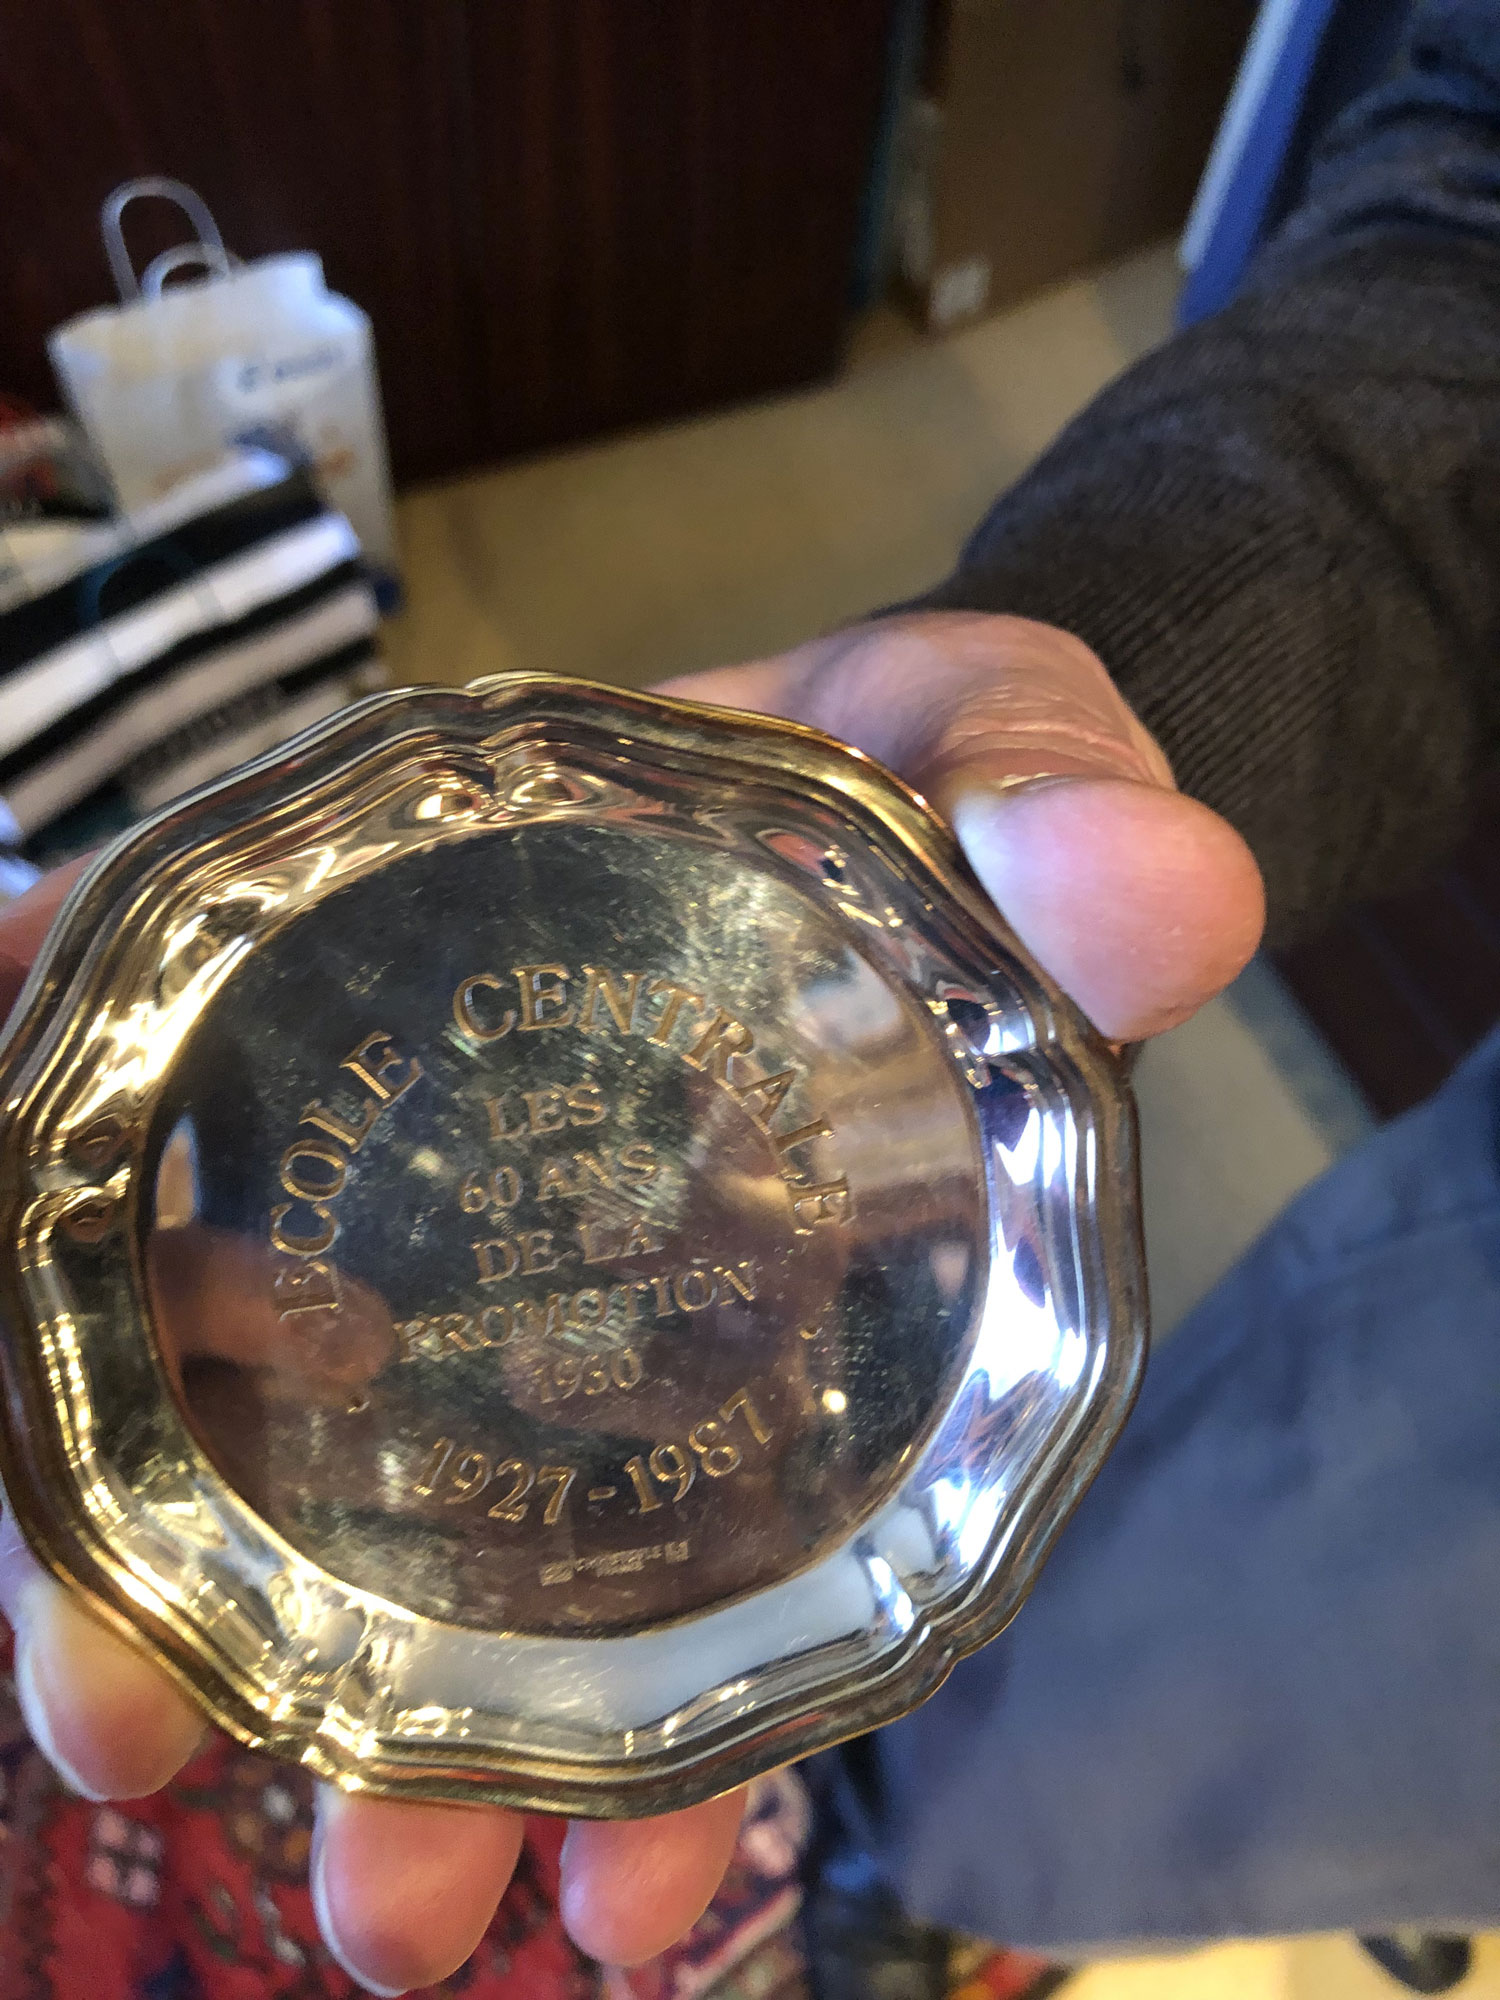 ECOLE CENTRALE
LES
60 ANS
DE LA
PROMOTION
1930
1927-1987